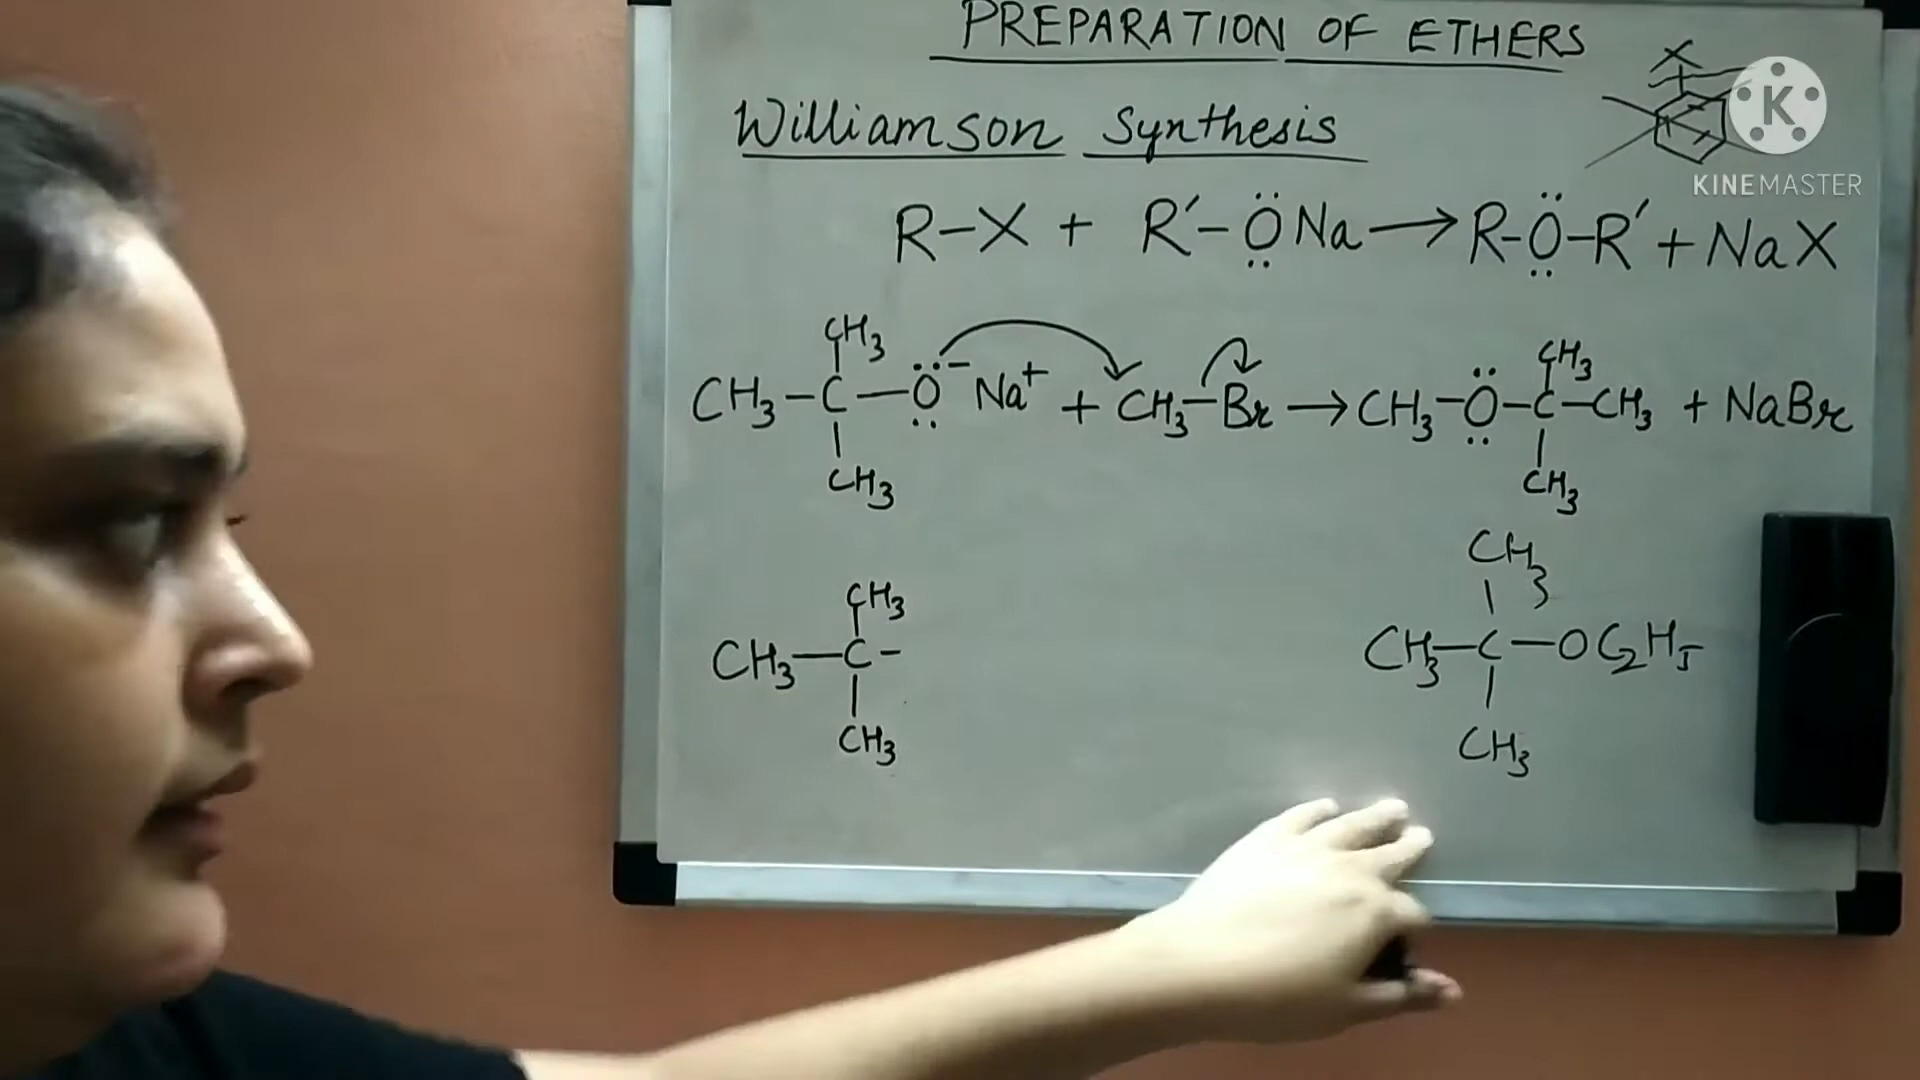 PREPARATION OF ETHERS
Williamson Synthesis
K
KINEMASTER
R-X + R′-ÖNa → R-Ö-R′ + NaX
CH3
CH3
CH3-C-O⁻ Na⁺ + CH3-Br → CH3-O-C-CH3 + NaBr
CH3
CH3
CH3
CH3
CH3-C-
CH3-C-OC2H5
CH3
CH3